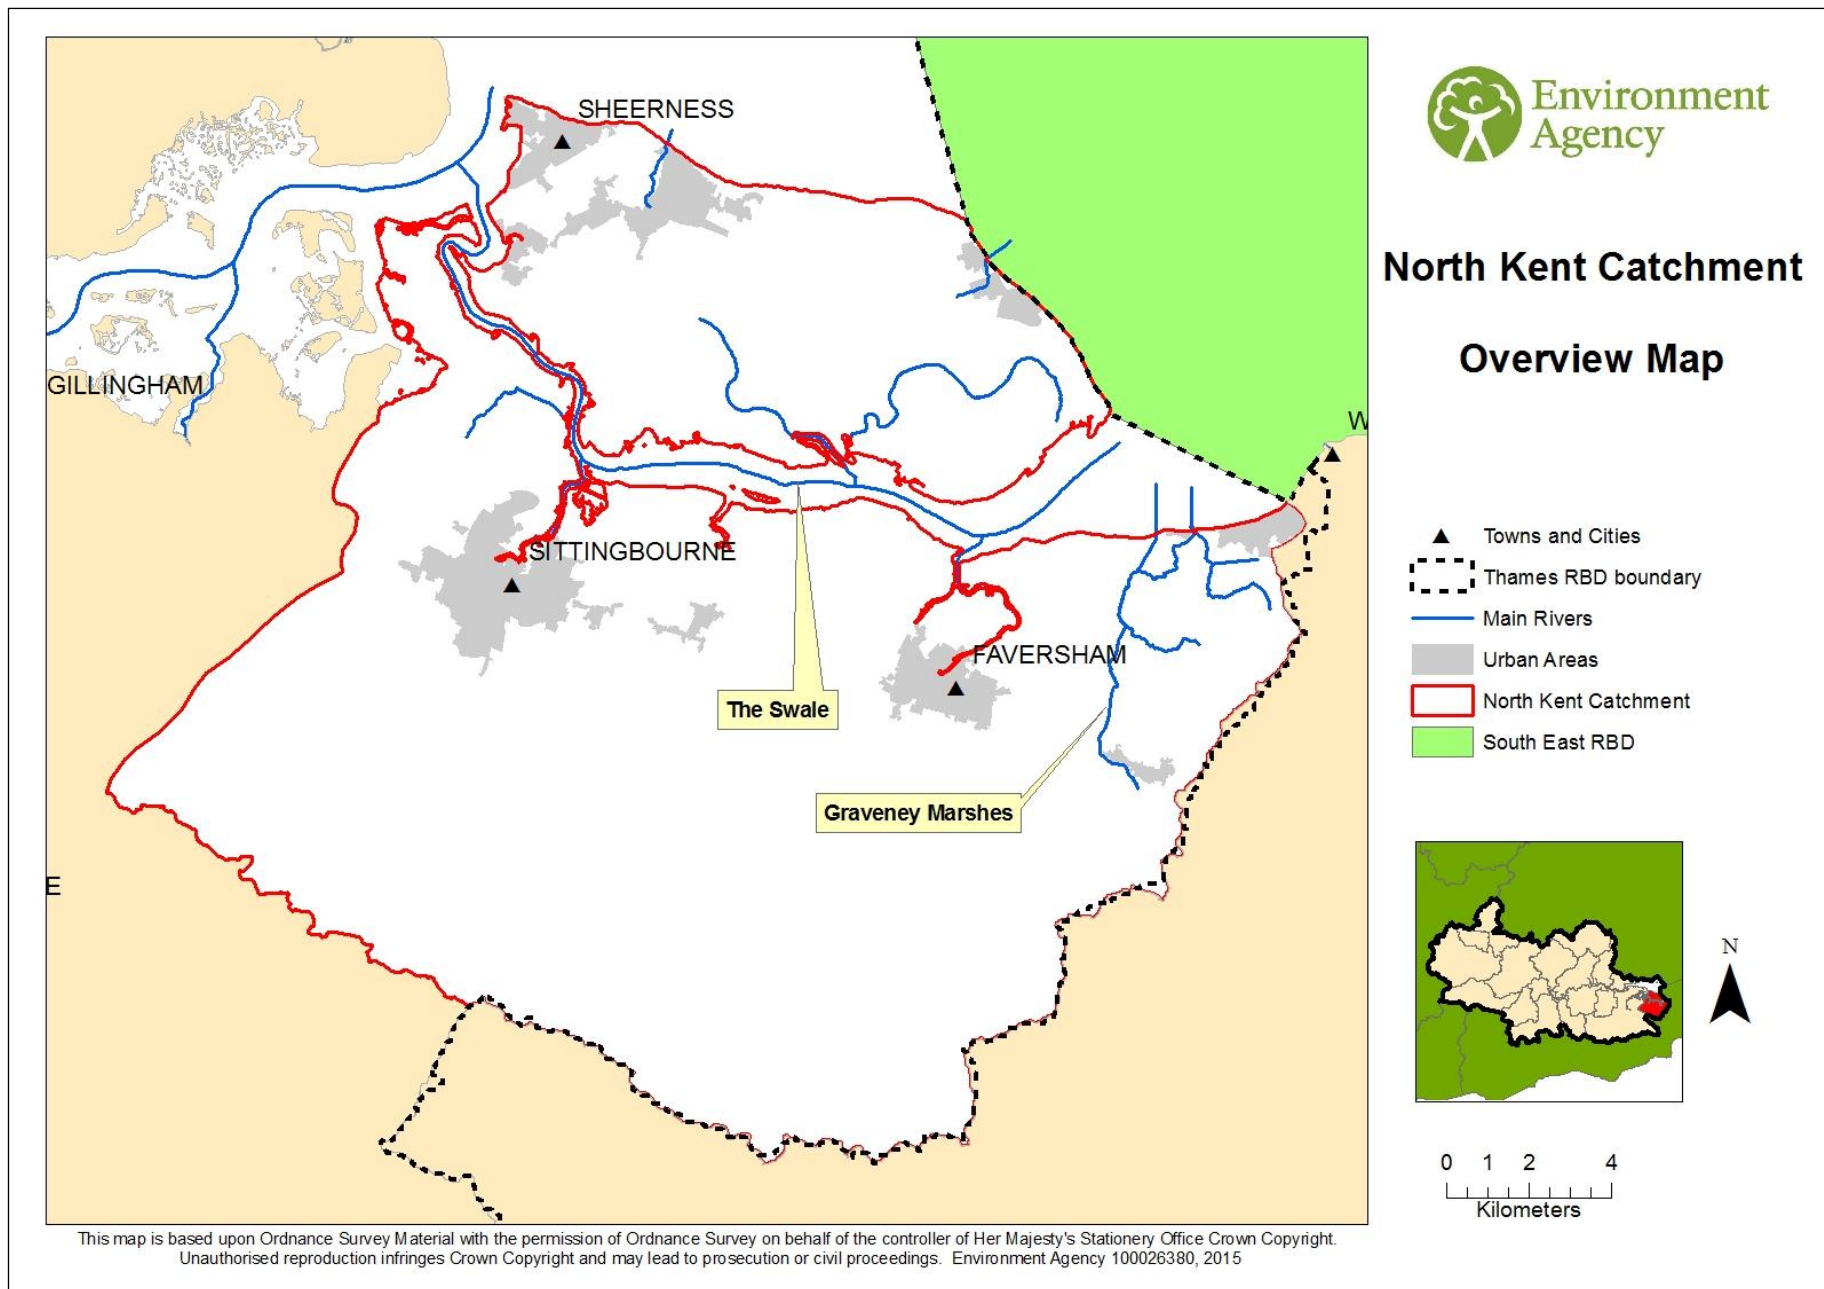 SHEERNESS
GILLINGHAM
W
SITTINGBOURNE
FAVERSHAM
The Swale
Graveney Marshes
E
Environment
Agency
North Kent Catchment
Overview Map
Towns and Cities
Thames RBD boundary
Main Rivers
Urban Areas
North Kent Catchment
South East RBD
N
0 1 2 4
Kilometers
This map is based upon Ordnance Survey Material with the permission of Ordnance Survey on behalf of the controller of Her Majesty's Stationery Office Crown Copyright.
Unauthorised reproduction infringes Crown Copyright and may lead to prosecution or civil proceedings. Environment Agency 100026380, 2015